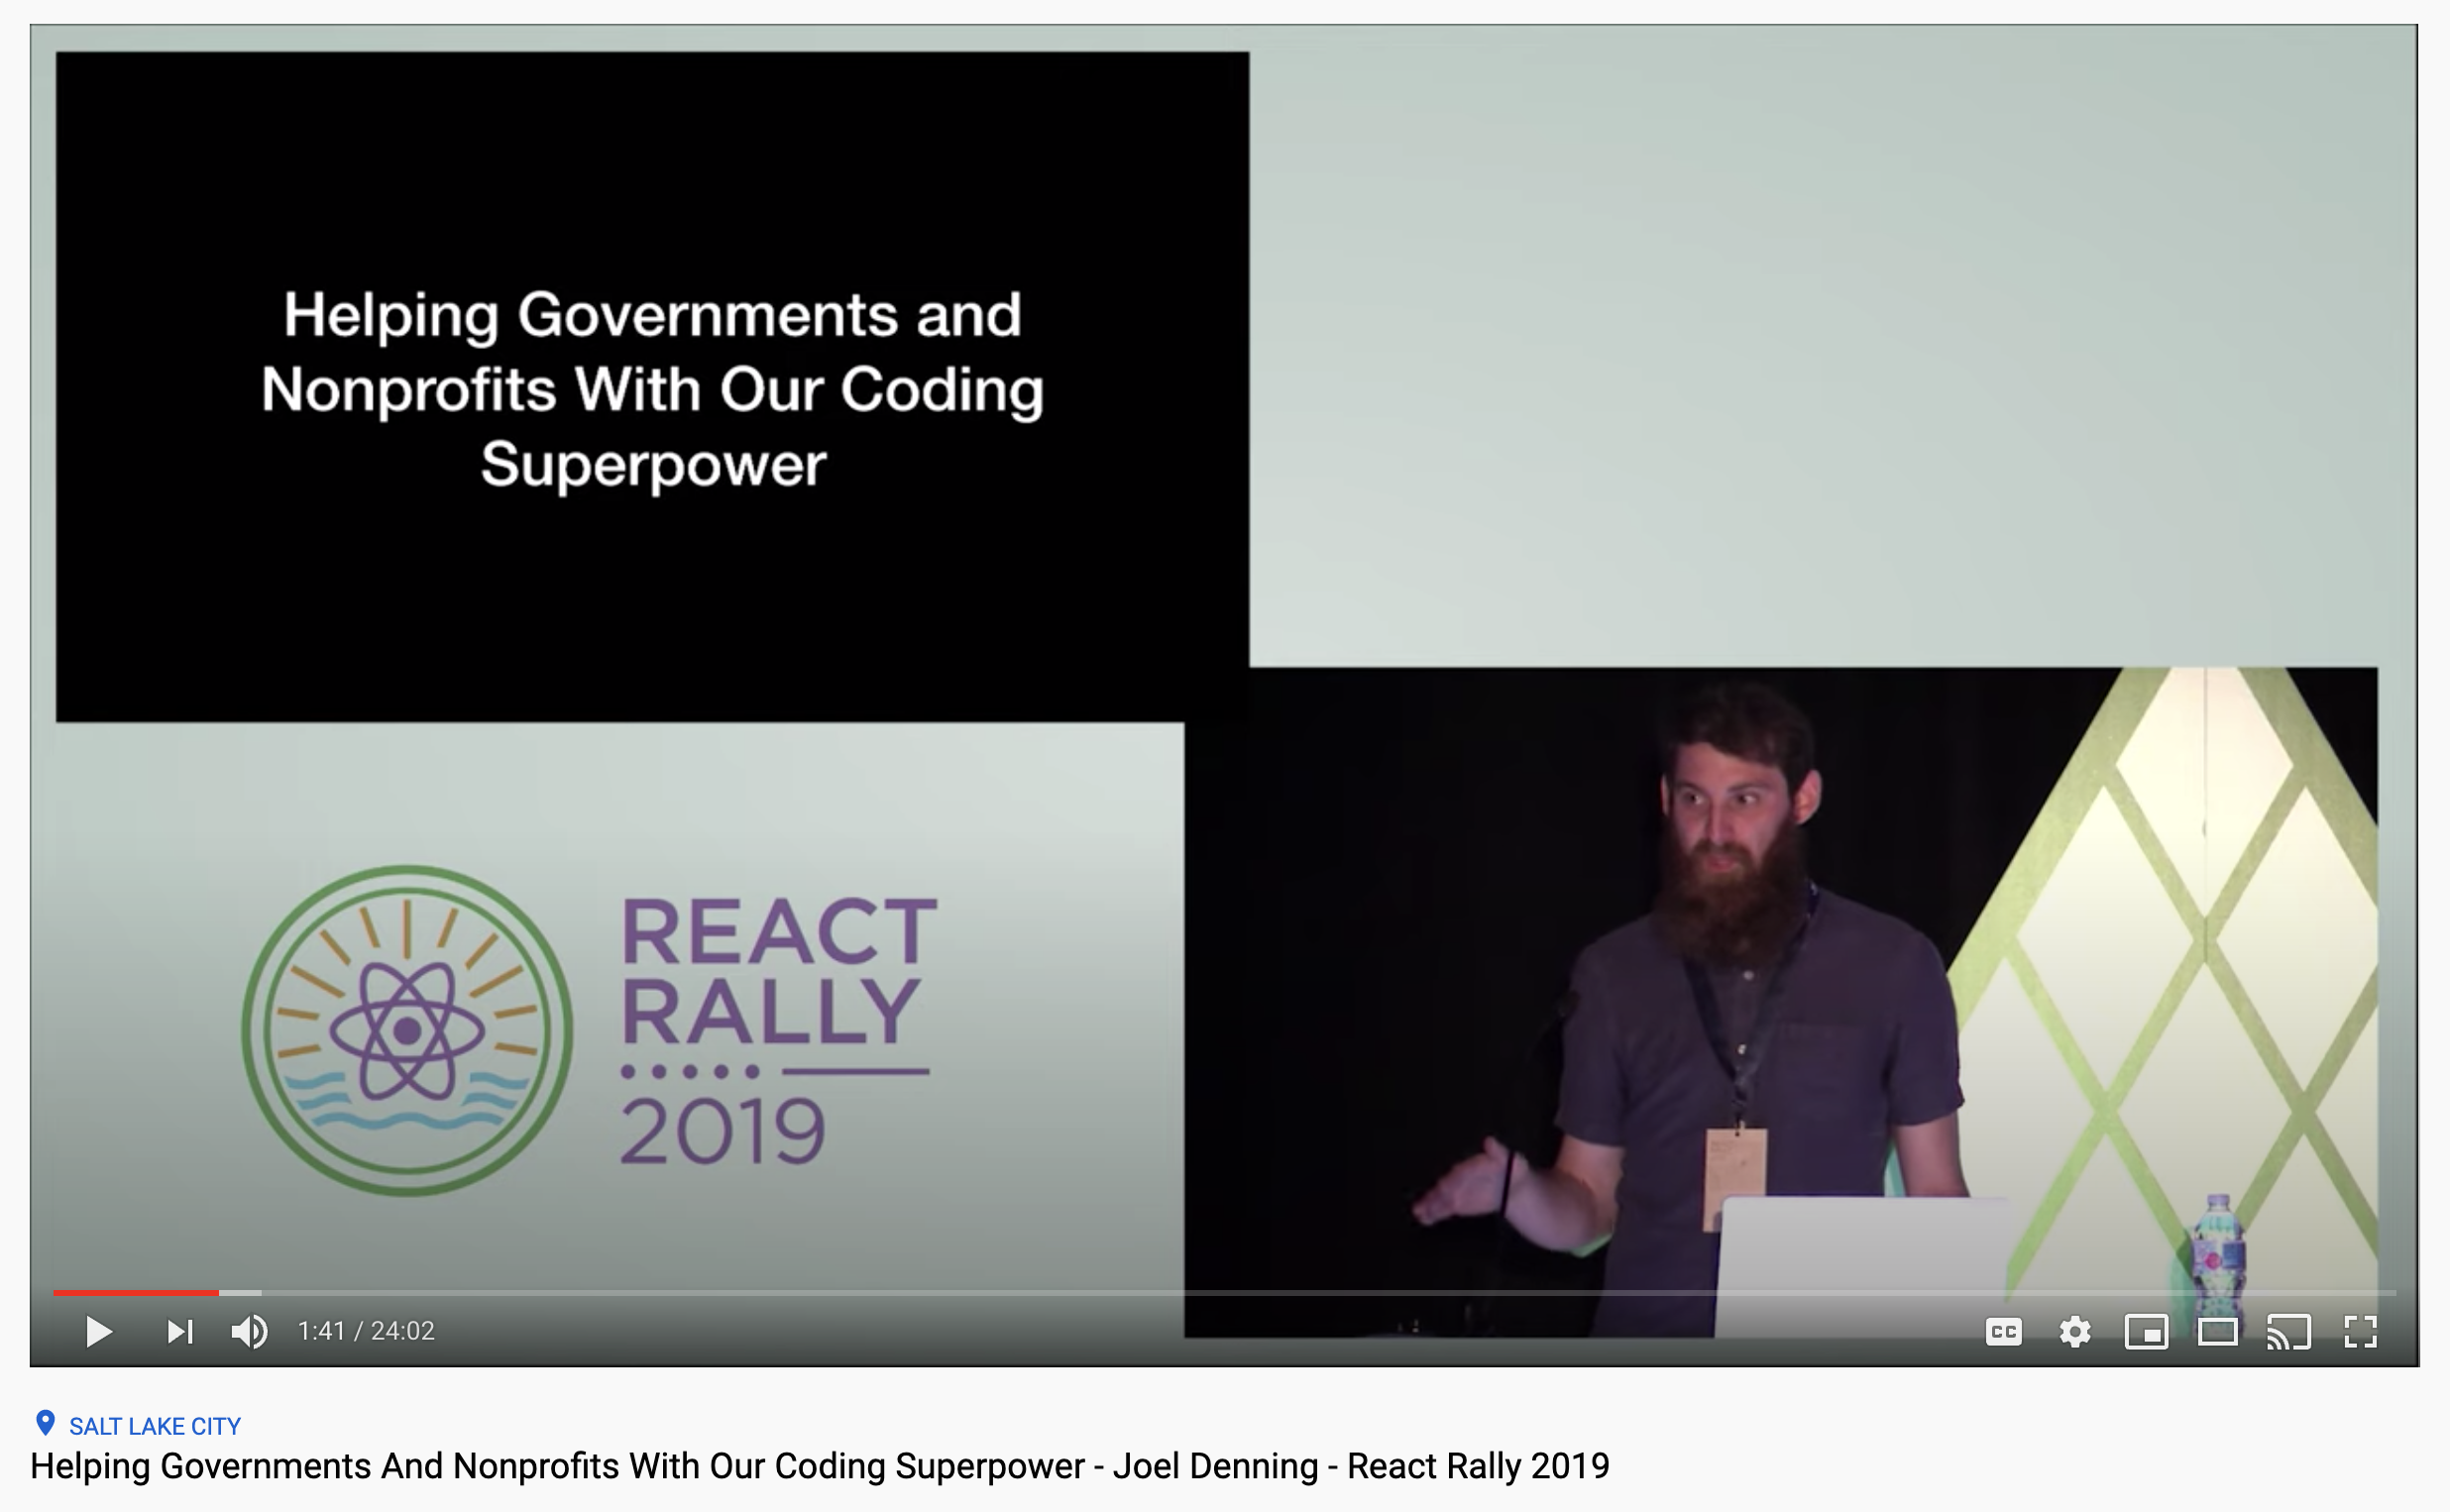 Helping Governments and
Nonprofits With Our Coding
Superpower
REACT
RALLY
2019
1:41 / 24:02
CC
SALT LAKE CITY
Helping Governments And Nonprofits With Our Coding Superpower - Joel Denning - React Rally 2019